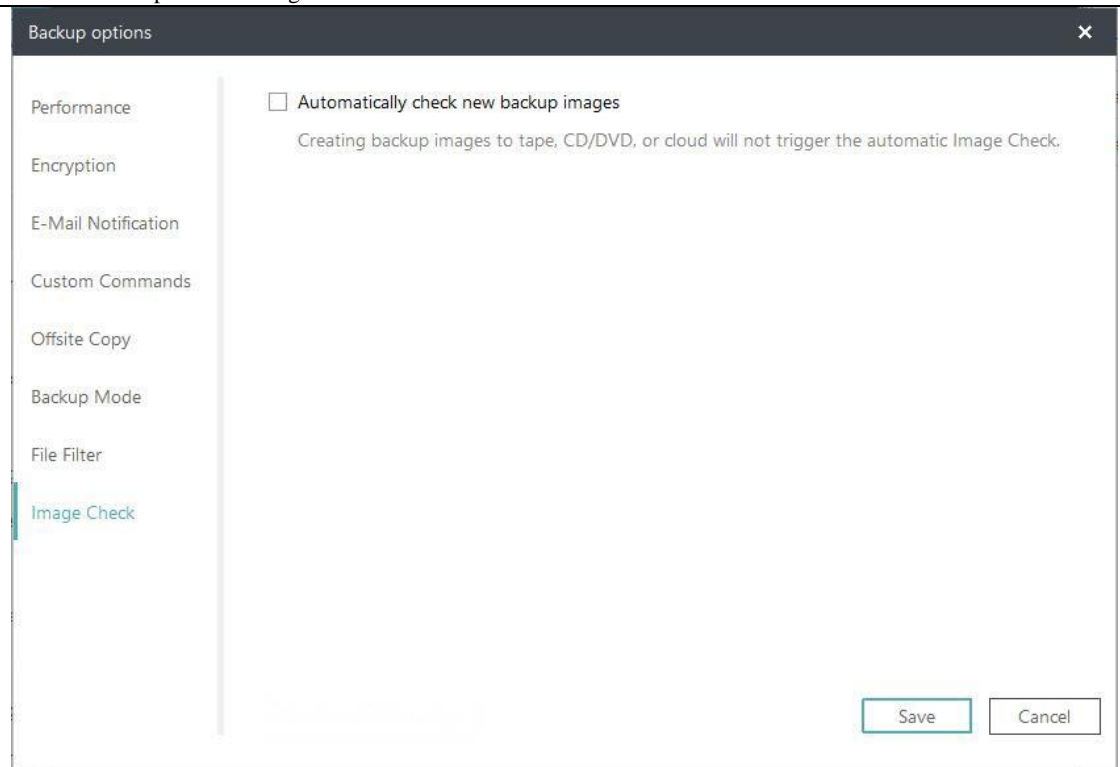 Backup options
Performance
Encryption
E-Mail Notification
Custom Commands
Offsite Copy
Backup Mode
File Filter
Image Check
Automatically check new backup images
Creating backup images to tape, CD/DVD, or cloud will not trigger the automatic Image Check.
Save
Cancel